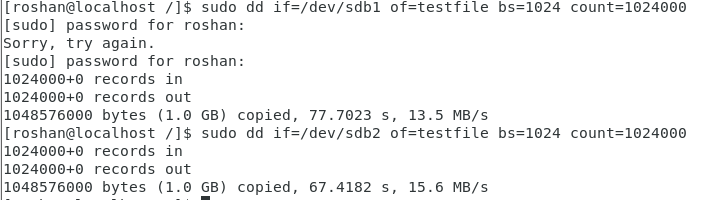 [roshan@localhost /]$ sudo dd if=/dev/sdb1 of=testfile bs=1024 count=1024000
[sudo] password for roshan:
Sorry, try again.
[sudo] password for roshan:
1024000+0 records in
1024000+0 records out
1048576000 bytes (1.0 GB) copied, 77.7023 s, 13.5 MB/s
[roshan@localhost /]$ sudo dd if=/dev/sdb2 of=testfile bs=1024 count=1024000
1024000+0 records in
1024000+0 records out
1048576000 bytes (1.0 GB) copied, 67.4182 s, 15.6 MB/s